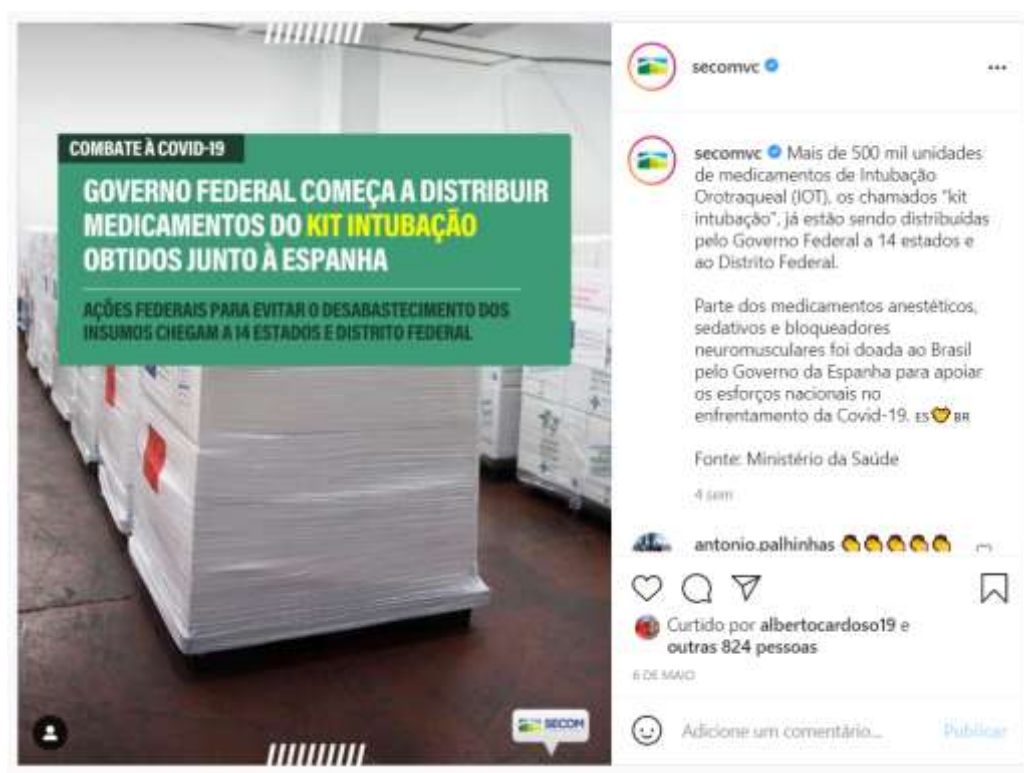 COMBATE À COVID-19
GOVERNO FEDERAL COMEÇA A DISTRIBUIR
MEDICAMENTOS DO KIT INTUBAÇÃO
OBTIDOS JUNTO À ESPANHA
AÇÕES FEDERAIS PARA EVITAR O DESABASTECIMENTO DOS
INSUMOS CHEGAM A 14 ESTADOS E DISTRITO FEDERAL
SECOM
secomvc
secomvc Mais de 500 mil unidades
de medicamentos de Intubação
Orotraqueal (IOT), os chamados "kit
intubação", já estão sendo distribuídas
pelo Governo Federal a 14 estados e
ao Distrito Federal.
Parte dos medicamentos anestéticos,
sedativos e bloqueadores
neuromusculares foi doada ao Brasil
pelo Governo da Espanha para apoiar
os esforços nacionais no
enfrentamento da Covid-19. ES BR
Fonte: Ministério da Saúde
4 sem
antonio.palhinhas
Curtido por albertocardoso19 e
outras 824 pessoas
6 DE MAIO
Adicione um comentário... Publicar